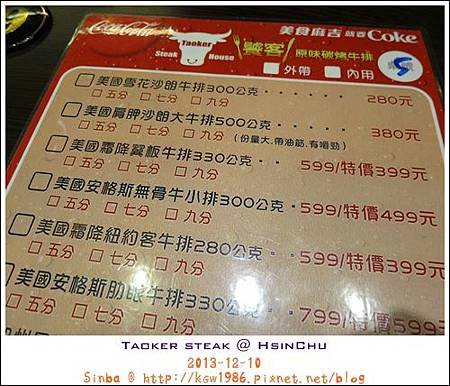 Coca-Cola
美食麻吉 就要 Coke
Taoker
Steak House
饕客 原味碳烤牛排
□ 外帶 □ 內用
□ 美國雪花沙朗牛排300公克・・・・・・・280元
□ 五分 □ 七分 □ 九分
□ 美國肩胛沙朗大牛排500公克・・・・・380元
□ 五分 □ 七分 □ 九分 (份量大,帶油筋,有嚼勁)
□ 美國霜降翼板牛排330公克・・599/特價399元
□ 五分 □ 七分 □ 九分
□ 美國安格斯無骨牛小排300公克・599/特價499元
□ 五分 □ 七分 □ 九分
□ 美國霜降紐約客牛排280公克・599/特價399元
□ 五分 □ 七分 □ 九分
□ 美國安格斯肋眼牛排330公克・799/特價
□ 五分 □ 七分 □ 九分
Taoker steak @ HsinChu
2013-12-10
Sinba @ http://kgw1986.pixnet.net/blog